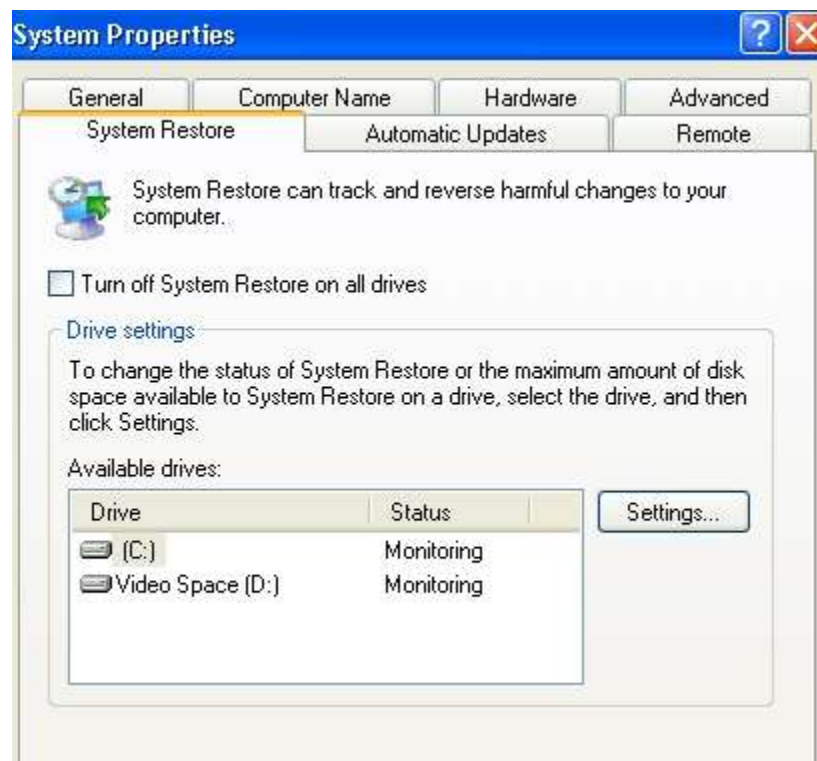 System Properties
?
General Computer Name Hardware Advanced
System Restore Automatic Updates Remote
System Restore can track and reverse harmful changes to your
computer.
Turn off System Restore on all drives
Drive settings
To change the status of System Restore or the maximum amount of disk
space available to System Restore on a drive, select the drive, and then
click Settings.
Available drives:
Drive Status
Settings...
(C:) Monitoring
Video Space (D:) Monitoring